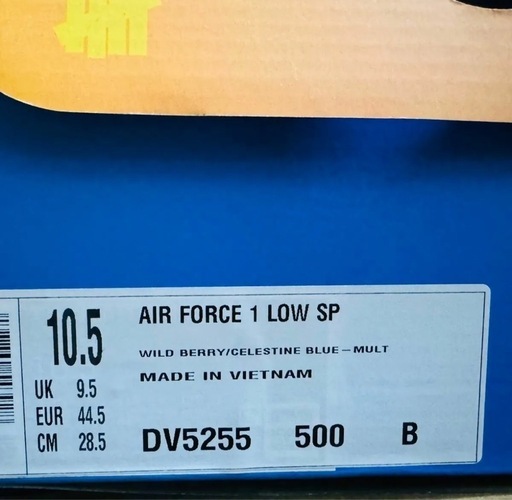 10.5
AIR FORCE 1 LOW SP
WILD BERRY/CELESTINE BLUE–MULT
MADE IN VIETNAM
UK 9.5
EUR 44.5
CM 28.5
DV5255 500 B